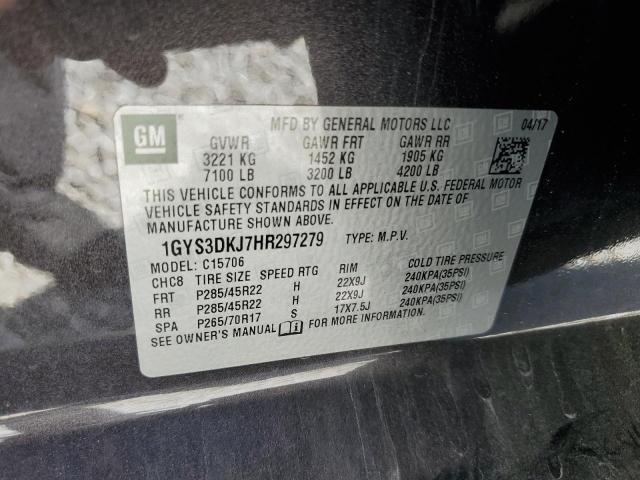 GM
MFD BY GENERAL MOTORS LLC 04/17
GVWR GAWR FRT GAWR RR
3221 KG 1452 KG 1905 KG
7100 LB 3200 LB 4200 LB
THIS VEHICLE CONFORMS TO ALL APPLICABLE U.S. FEDERAL MOTOR
VEHICLE SAFETY STANDARDS IN EFFECT ON THE DATE OF
MANUFACTURE SHOWN ABOVE.
1GYS3DKJ7HR297279 TYPE: M.P.V.
MODEL: C15706
CHC8 TIRE SIZE SPEED RTG RIM COLD TIRE PRESSURE
FRT P285/45R22 H 22X9J 240KPA(35PSI)
RR P285/45R22 H 22X9J 240KPA(35PSI)
SPA P265/70R17 S 17X7.5J 240KPA(35PSI)
SEE OWNER'S MANUAL FOR MORE INFORMATION.